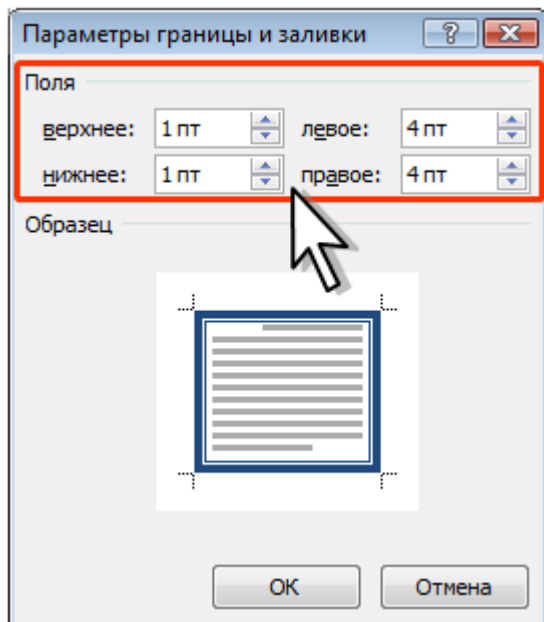 Параметры границы и заливки
Поля
верхнее: 1 пт левое: 4 пт
нижнее: 1 пт правое: 4 пт
Образец
ОК Отмена